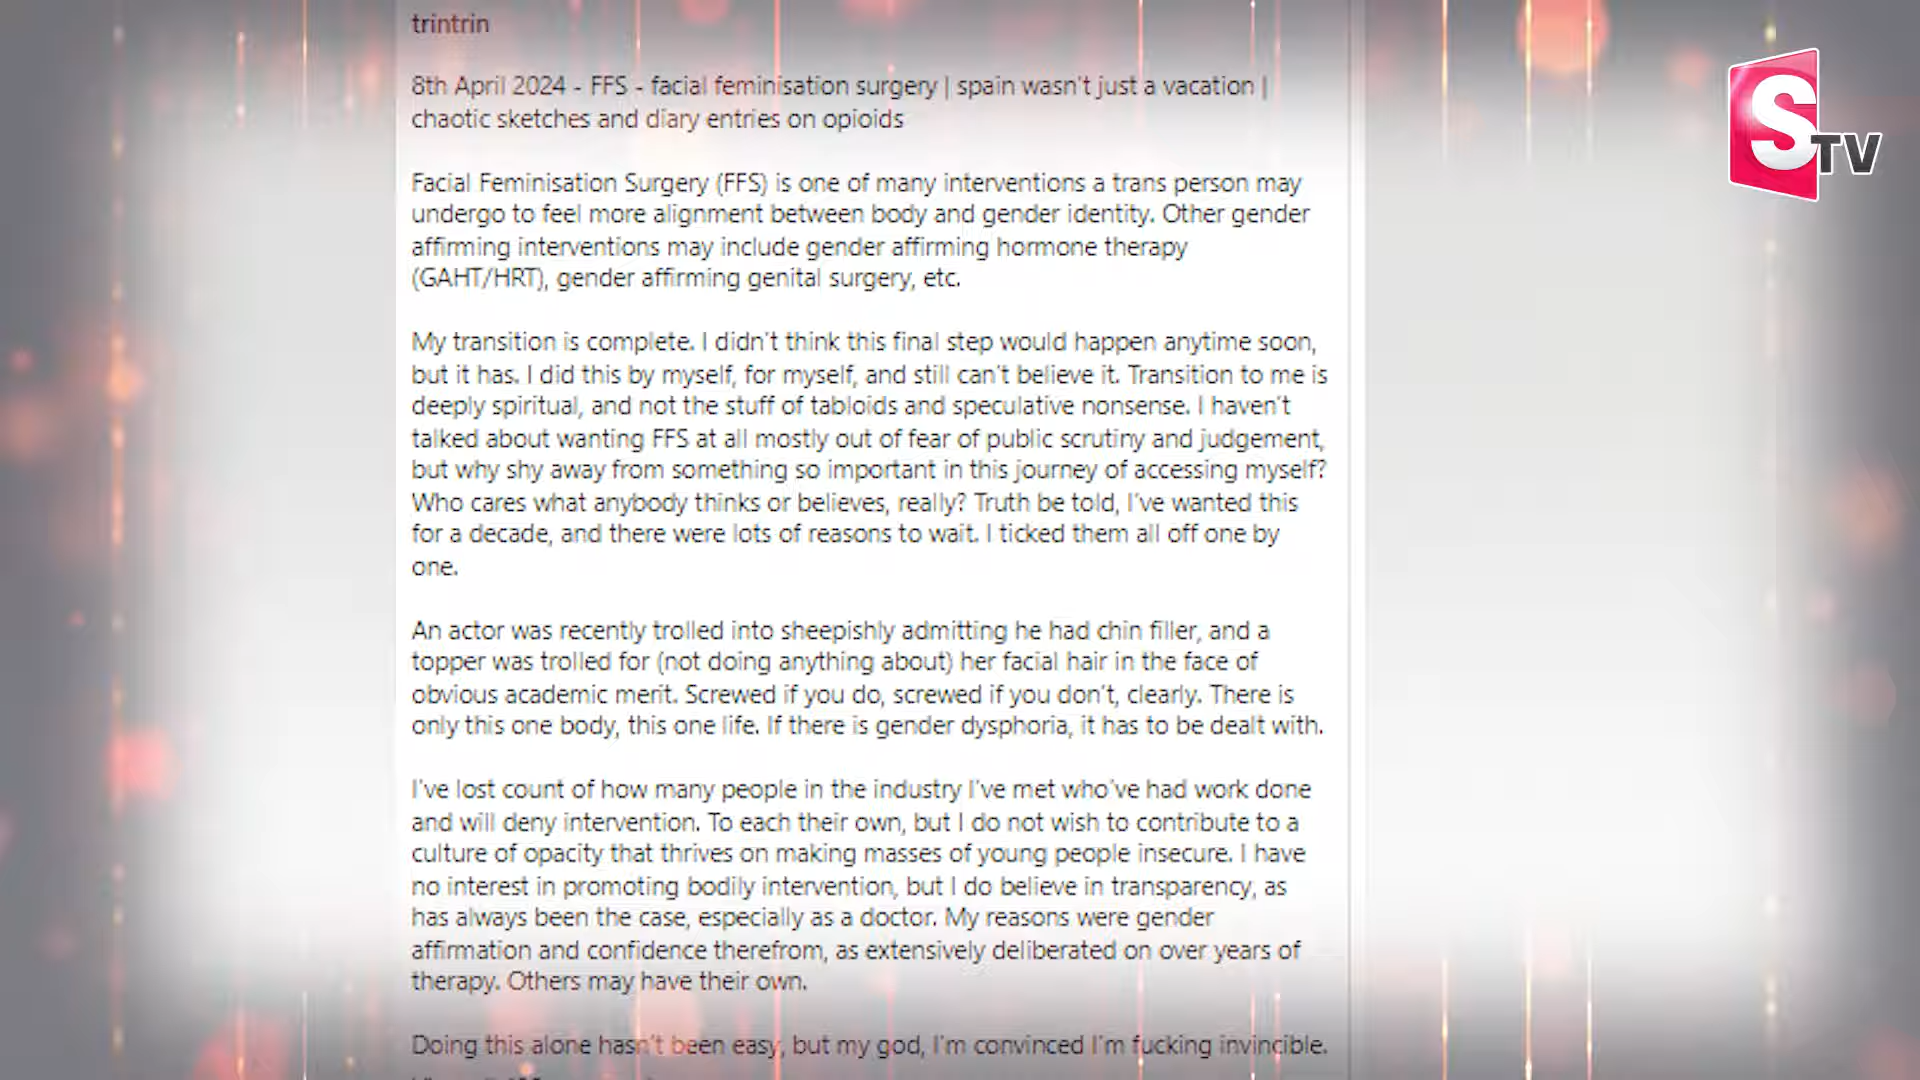 trintrin
8th April 2024 - FFS - facial feminisation surgery | spain wasn't just a vacation |
chaotic sketches and diary entries on opioids
Facial Feminisation Surgery (FFS) is one of many interventions a trans person may
undergo to feel more alignment between body and gender identity. Other gender
affirming interventions may include gender affirming hormone therapy
(GAHT/HRT), gender affirming genital surgery, etc.
My transition is complete. I didn't think this final step would happen anytime soon,
but it has. I did this by myself, for myself, and still can't believe it. Transition to me is
deeply spiritual, and not the stuff of tabloids and speculative nonsense. I haven't
talked about wanting FFS at all mostly out of fear of public scrutiny and judgement,
but why shy away from something so important in this journey of accessing myself?
Who cares what anybody thinks or believes, really? Truth be told, I've wanted this
for a decade, and there were lots of reasons to wait. I ticked them all off one by
one.
An actor was recently trolled into sheepishly admitting he had chin filler, and a
topper was trolled for (not doing anything about) her facial hair in the face of
obvious academic merit. Screwed if you do, screwed if you don't, clearly. There is
only this one body, this one life. If there is gender dysphoria, it has to be dealt with.
I've lost count of how many people in the industry I've met who've had work done
and will deny intervention. To each their own, but I do not wish to contribute to a
culture of opacity that thrives on making masses of young people insecure. I have
no interest in promoting bodily intervention, but I do believe in transparency, as
has always been the case, especially as a doctor. My reasons were gender
affirmation and confidence therefrom, as extensively deliberated on over years of
therapy. Others may have their own.
Doing this alone hasn't been easy, but my god, I'm convinced I'm fucking invincible.
S TV